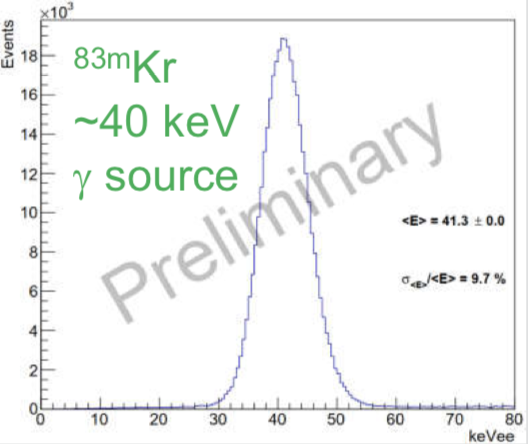 ×10³
Events
⁸³ᵐKr
~40 keV
γ source
Preliminary
<E> = 41.3 ± 0.0
σ<E>/<E> = 9.7 %
18
16
14
12
10
8
6
4
2
0
0 10 20 30 40 50 60 70 80
keVee